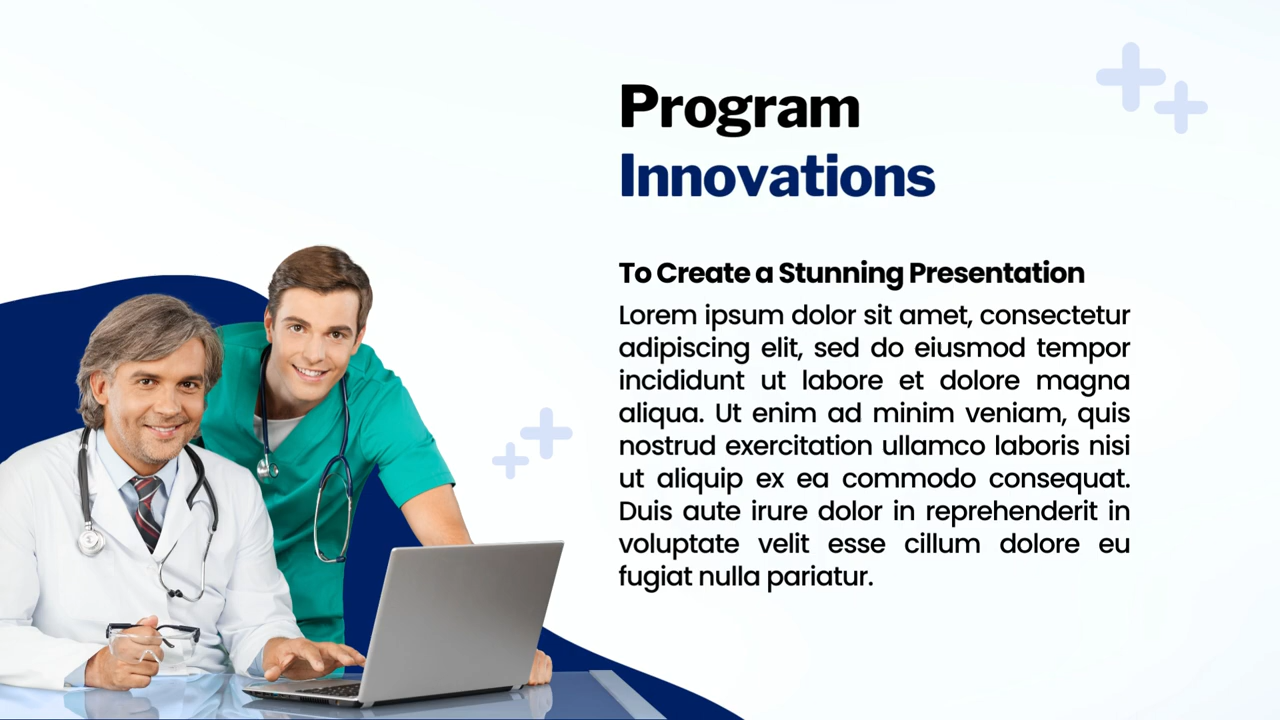 Program
Innovations
To Create a Stunning Presentation
Lorem ipsum dolor sit amet, consectetur
adipiscing elit, sed do eiusmod tempor
incididunt ut labore et dolore magna
aliqua. Ut enim ad minim veniam, quis
nostrud exercitation ullamco laboris nisi
ut aliquip ex ea commodo consequat.
Duis aute irure dolor in reprehenderit in
voluptate velit esse cillum dolore eu
fugiat nulla pariatur.